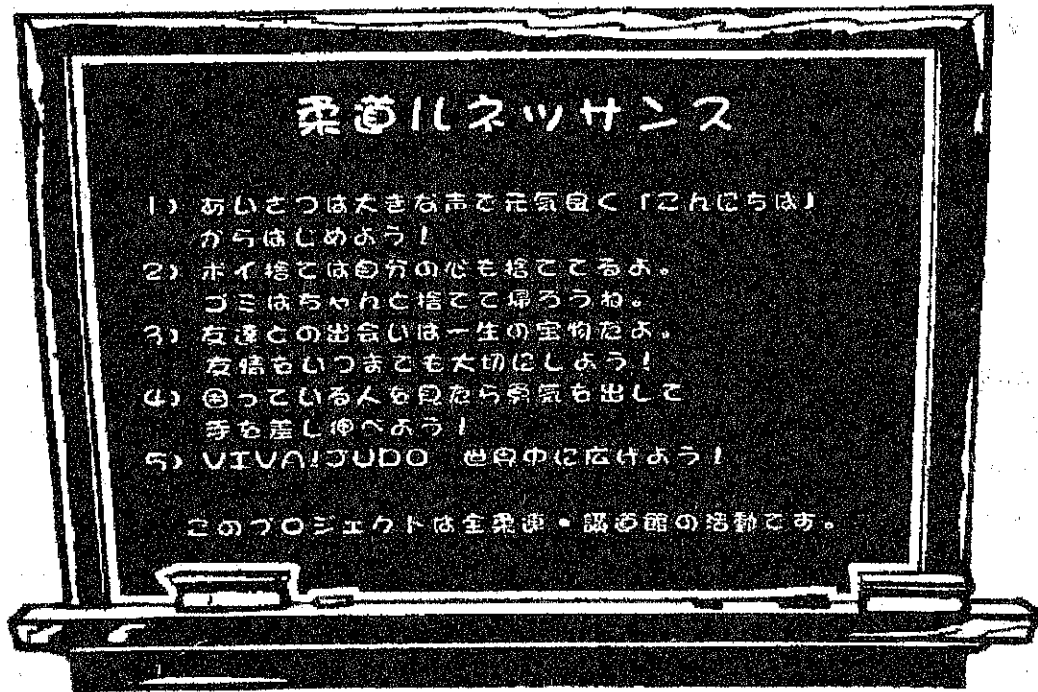 柔道ルネッサンス
1) あいさつは大きな声で元気良く「こんにちは」
からはじめよう！
2) ポイ捨ては自分の心も捨ててるよ。
ゴミはちゃんと捨てて帰ろうね。
3) 友達との出会いは一生の宝物だよ。
友情をいつまでも大切にしよう！
4) 困っている人を見たら勇気を出して
手を差し伸べよう！
5) VIVA!JUDO 世界中に広げよう！
このプロジェクトは全柔連・講道館の活動です。